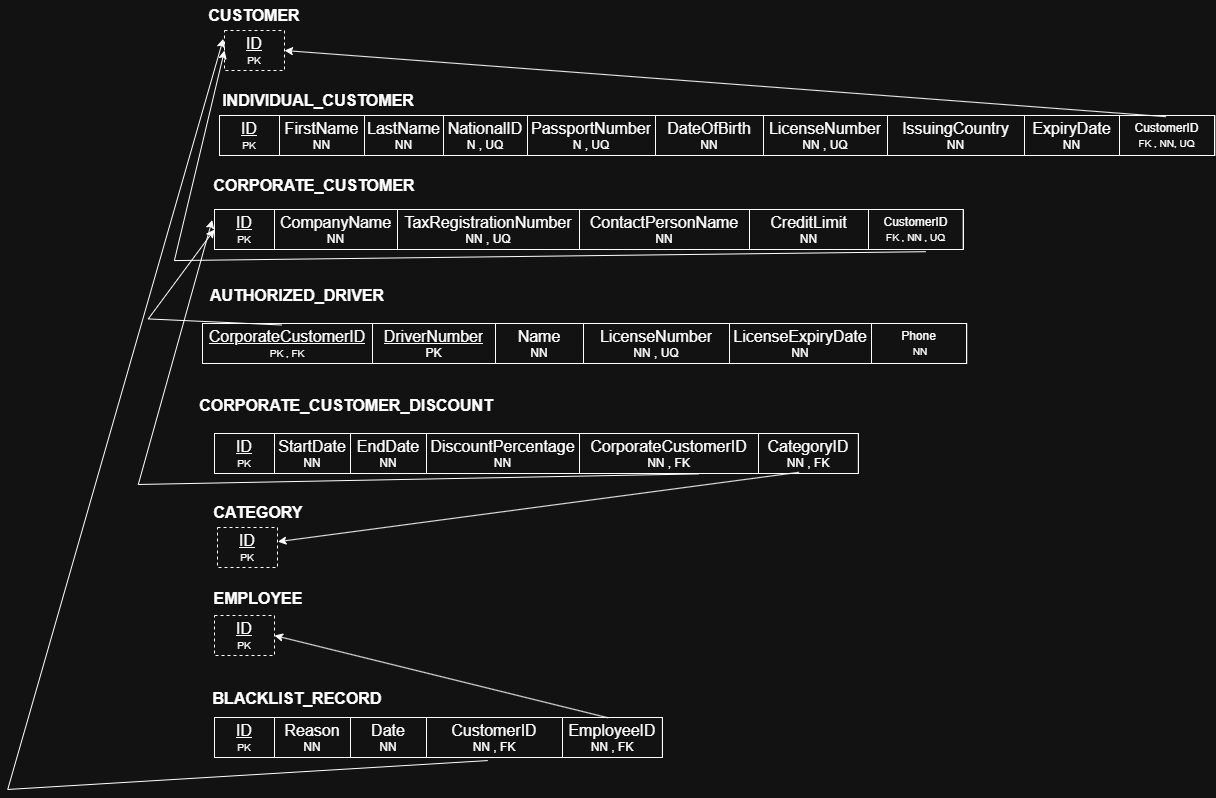 CUSTOMER
ID
PK
INDIVIDUAL_CUSTOMER
ID FirstName LastName NationalID PassportNumber DateOfBirth LicenseNumber IssuingCountry ExpiryDate CustomerID
PK NN NN N , UQ N , UQ NN NN , UQ NN NN FK , NN, UQ
CORPORATE_CUSTOMER
ID CompanyName TaxRegistrationNumber ContactPersonName CreditLimit CustomerID
PK NN NN , UQ NN NN FK , NN , UQ
AUTHORIZED_DRIVER
CorporateCustomerID DriverNumber Name LicenseNumber LicenseExpiryDate Phone
PK , FK PK NN NN , UQ NN NN
CORPORATE_CUSTOMER_DISCOUNT
ID StartDate EndDate DiscountPercentage CorporateCustomerID CategoryID
PK NN NN NN NN , FK NN , FK
CATEGORY
ID
PK
EMPLOYEE
ID
PK
BLACKLIST_RECORD
ID Reason Date CustomerID EmployeeID
PK NN NN NN , FK NN , FK